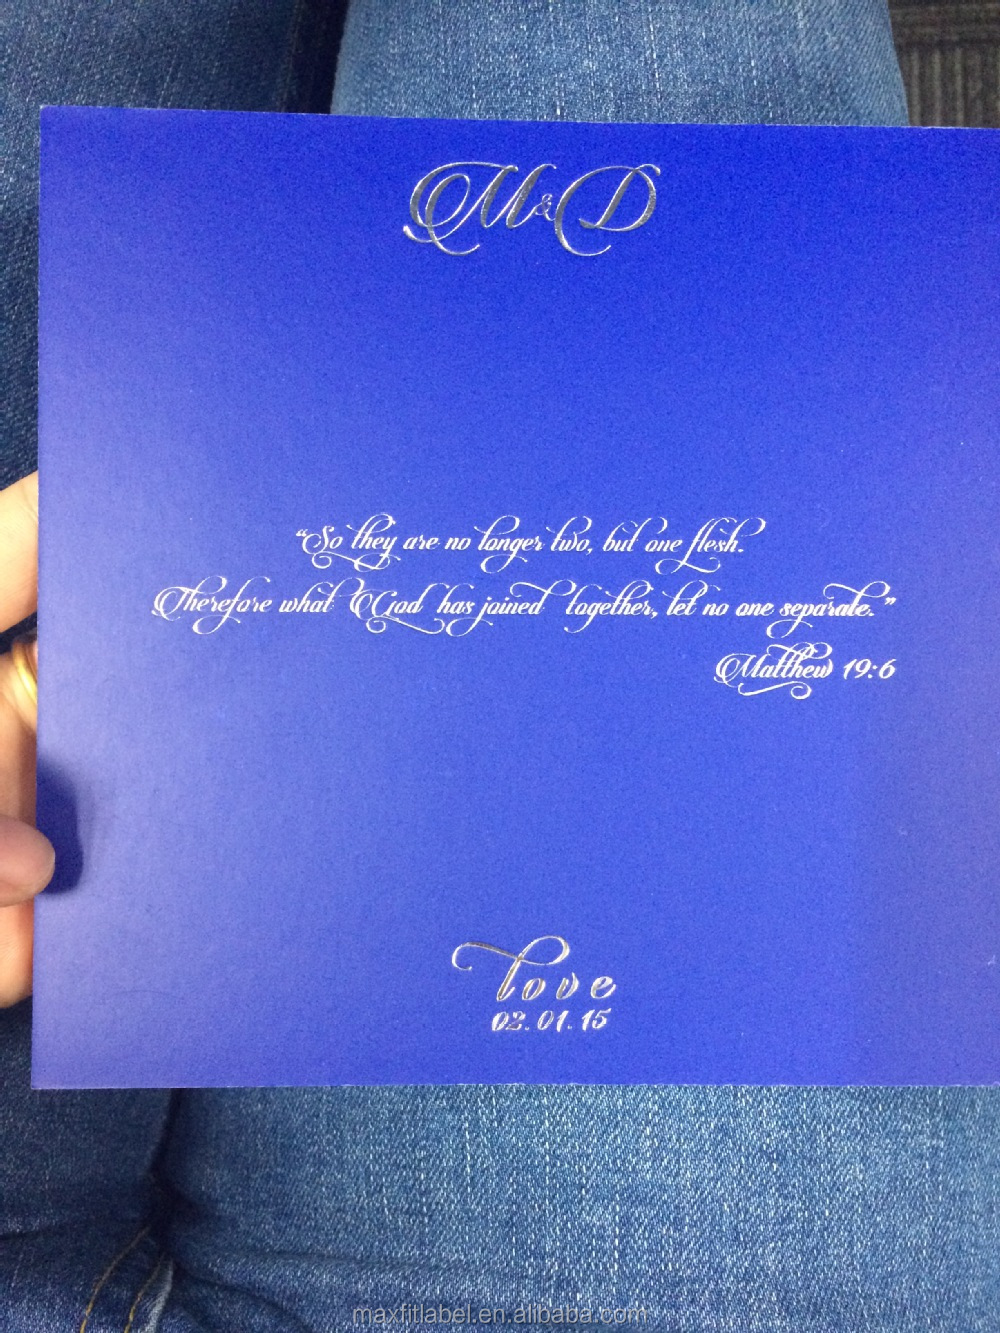 M & D
“So they are no longer two, but one flesh.
Therefore what God has joined together, let no one separate.”
Matthew 19:6
love
02.01.15
maxfitlabel.en.alibaba.com